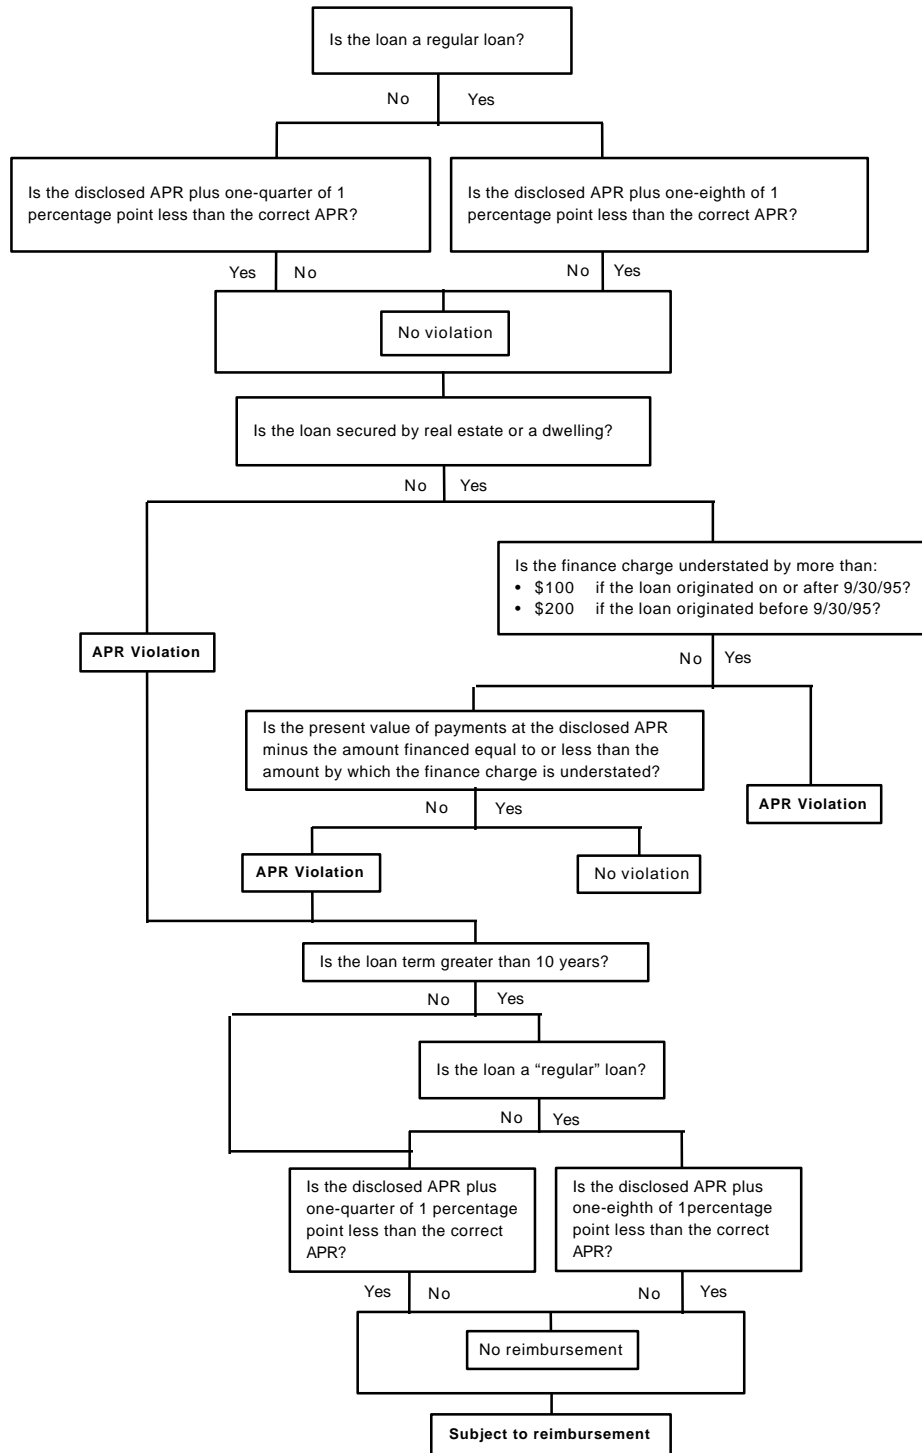 Is the loan a regular loan?
No Yes
Is the disclosed APR plus one-quarter of 1
percentage point less than the correct APR?
Is the disclosed APR plus one-eighth of 1
percentage point less than the correct APR?
Yes No
No Yes
No violation
Is the loan secured by real estate or a dwelling?
No Yes
Is the finance charge understated by more than:
• $100 if the loan originated on or after 9/30/95?
• $200 if the loan originated before 9/30/95?
APR Violation
No Yes
Is the present value of payments at the disclosed APR
minus the amount financed equal to or less than the
amount by which the finance charge is understated?
APR Violation
No Yes
APR Violation
No violation
Is the loan term greater than 10 years?
No Yes
Is the loan a “regular” loan?
No Yes
Is the disclosed APR plus
one-quarter of 1 percentage
point less than the correct
APR?
Is the disclosed APR plus
one-eighth of 1percentage
point less than the correct
APR?
Yes No
No Yes
No reimbursement
Subject to reimbursement